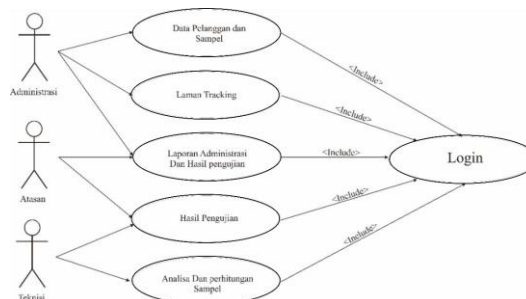 Data Pelanggan dan
Sampel
<Include>
Administrasi
Laman Tracking
<Include>
Laporan Administrasi
Dan Hasil pengujian
<Include>
Login
Atasan
Hasil Pengujian
<Include>
<Include>
Analisa Dan perhitungan
Sampel
Teknisi